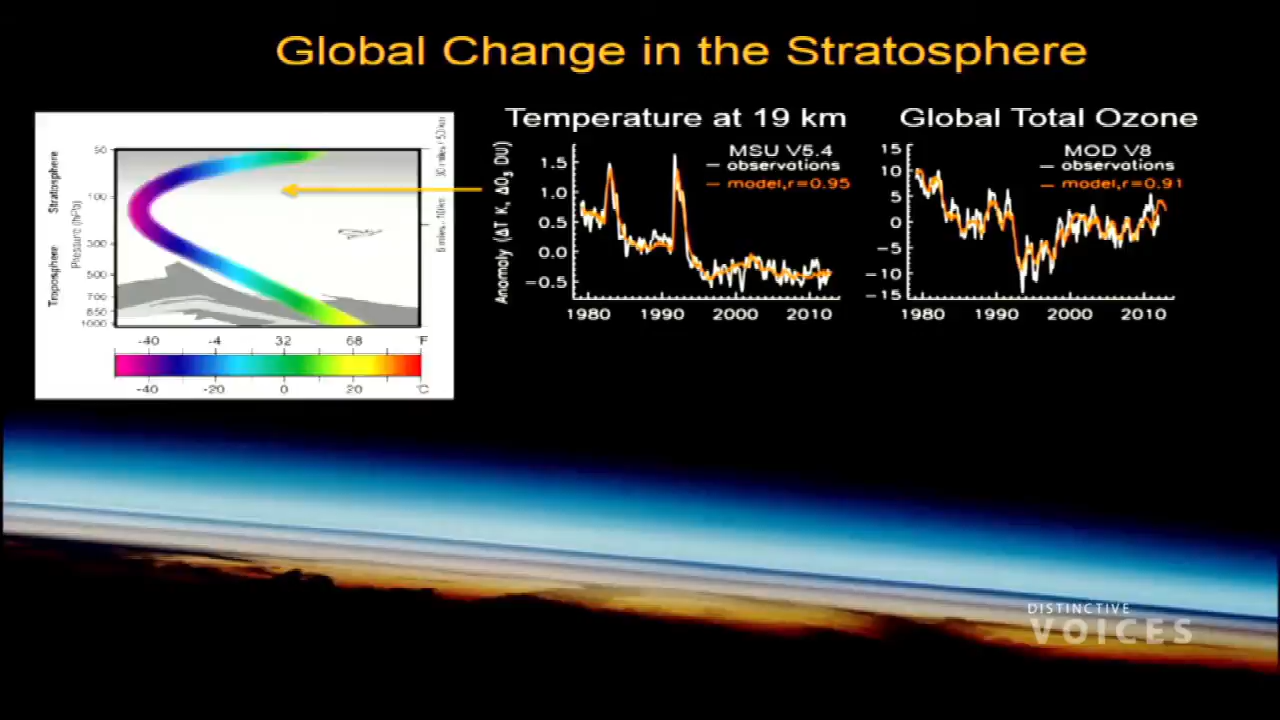 Global Change in the Stratosphere
Temperature at 19 km
Global Total Ozone
Stratosphere
Troposphere
Pressure (hPa)
50
100
300
500
700
850
1000
-40 -4 32 68 °F
-40 -20 0 20 °C
Anomaly (ΔT K, ΔO3 DU)
MSU V5.4
observations
model,r=0.95
1.5
1.0
0.5
0.0
-0.5
1980 1990 2000 2010
MOD V8
observations
model,r=0.91
15
10
5
0
-5
-10
-15
1980 1990 2000 2010
DISTINCTIVE
VOICES